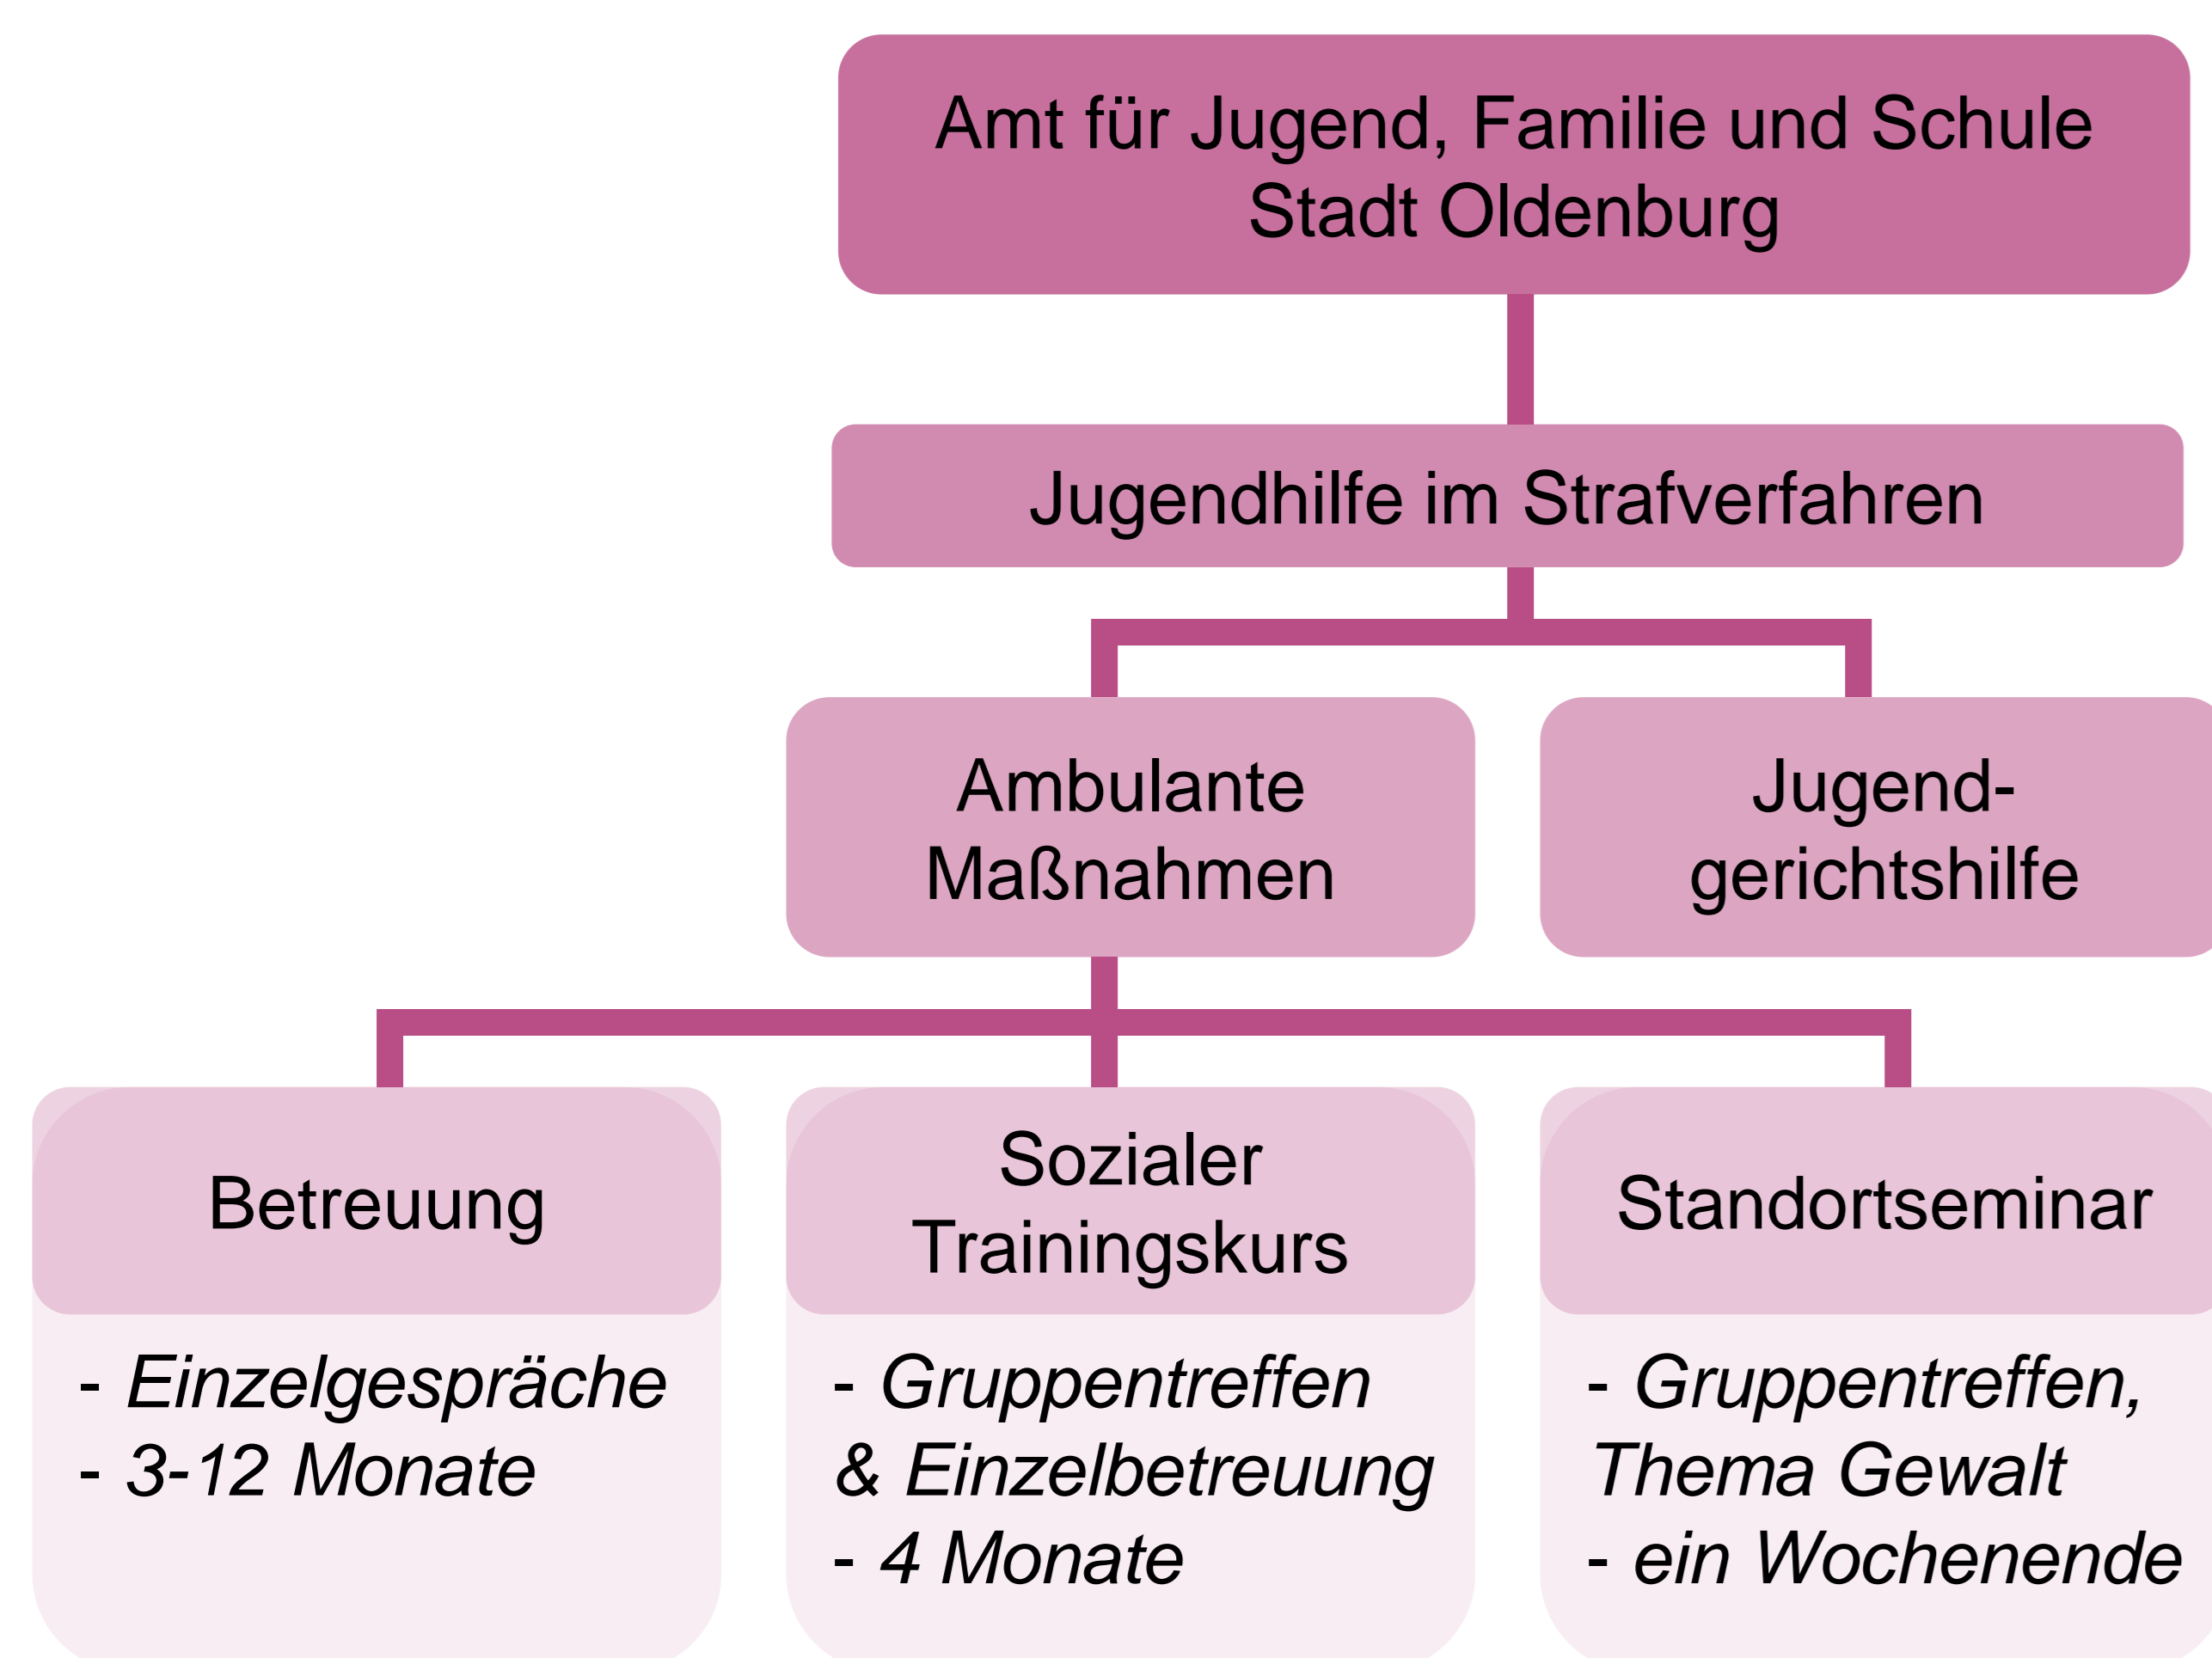 Amt für Jugend, Familie und Schule
Stadt Oldenburg
Jugendhilfe im Strafverfahren
Ambulante
Maßnahmen
Jugend-
gerichtshilfe
Betreuung
- Einzelgespräche
- 3-12 Monate
Sozialer
Trainingskurs
- Gruppentreffen
& Einzelbetreuung
- 4 Monate
Standortseminar
- Gruppentreffen,
Thema Gewalt
- ein Wochenende